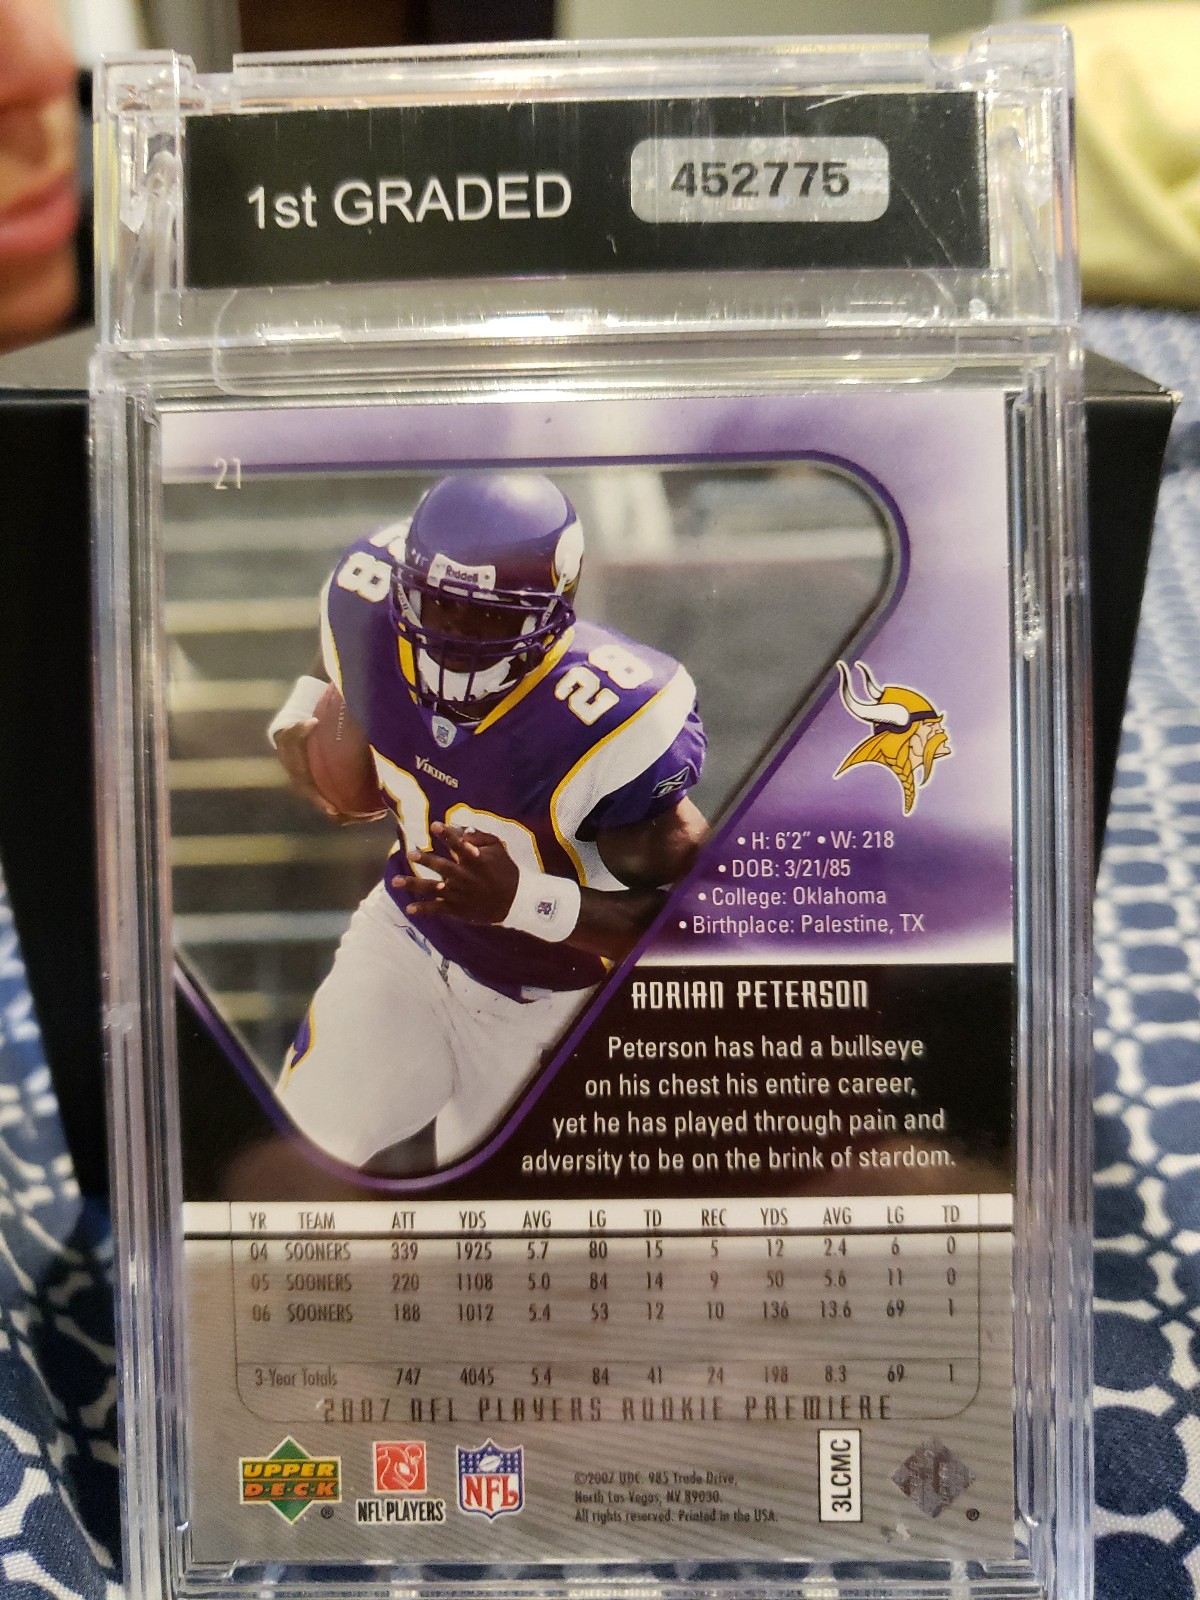 1st GRADED
452775
21
28
Riddell
28
VIKINGS
28
• H: 6'2" • W: 218
• DOB: 3/21/85
• College: Oklahoma
• Birthplace: Palestine, TX
ADRIAN PETERSON
Peterson has had a bullseye
on his chest his entire career,
yet he has played through pain and
adversity to be on the brink of stardom.
YR TEAM ATT YDS AVG LG TD REC YDS AVG LG TD
04 SOONERS 339 1925 5.7 80 15 5 12 2.4 6 0
05 SOONERS 220 1108 5.0 84 14 9 50 5.6 11 0
06 SOONERS 188 1012 5.4 53 12 10 136 13.6 69 1
3-Year Totals 747 4045 5.4 84 41 24 198 8.3 69 1
2007 NFL PLAYERS ROOKIE PREMIERE
UPPER
D·E·C·K
®
NFL PLAYERS
NFL
©2007 UDC. 985 Trade Drive,
North Las Vegas, NV 89030.
All rights reserved. Printed in the USA.
3LCMC
®